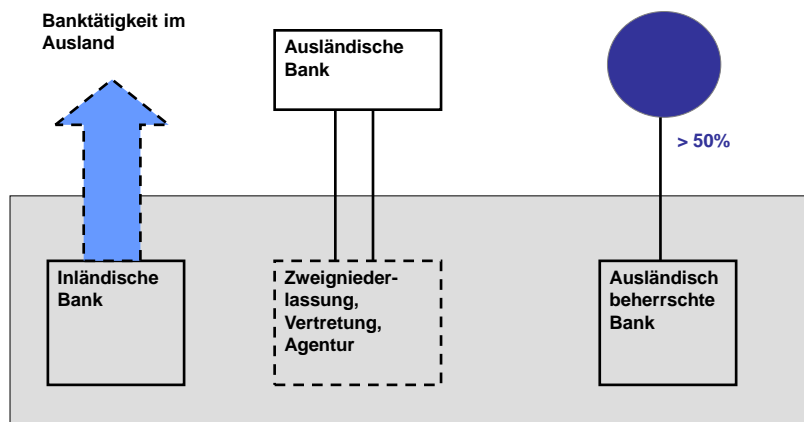 Banktätigkeit im
Ausland
Ausländische
Bank
> 50%
Inländische
Bank
Zweignieder-
lassung,
Vertretung,
Agentur
Ausländisch
beherrschte
Bank